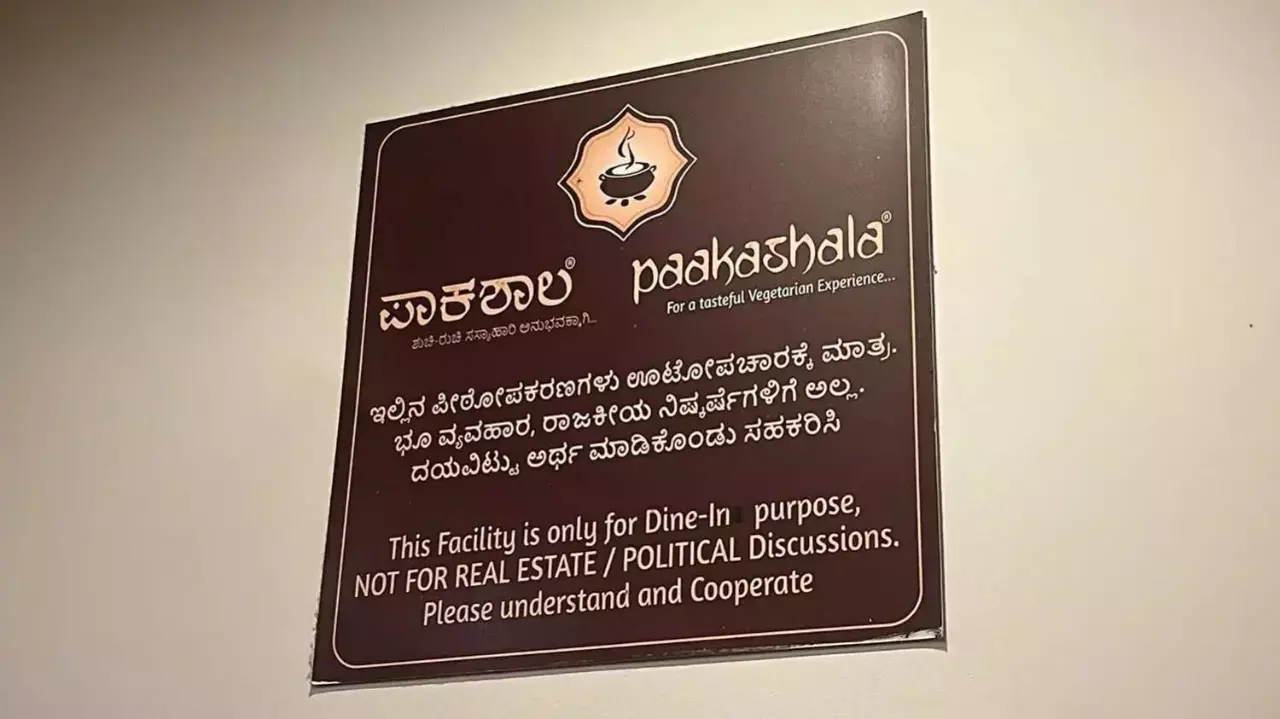 ಪಾಕಶಾಲ®
ಶುಚಿ-ರುಚಿ ಸಸ್ಯಾಹಾರಿ ಅನುಭವಕ್ಕಾಗಿ...
paakashala®
For a tasteful Vegetarian Experience...
ಇಲ್ಲಿನ ಪೀಠೋಪಕರಣಗಳು ಊಟೋಪಚಾರಕ್ಕೆ ಮಾತ್ರ.
ಭೂ ವ್ಯವಹಾರ, ರಾಜಕೀಯ ನಿಷ್ಕರ್ಷೆಗಳಿಗೆ ಅಲ್ಲ.
ದಯವಿಟ್ಟು ಅರ್ಥ ಮಾಡಿಕೊಂಡು ಸಹಕರಿಸಿ
This Facility is only for Dine-In purpose,
NOT FOR REAL ESTATE / POLITICAL Discussions.
Please understand and Cooperate